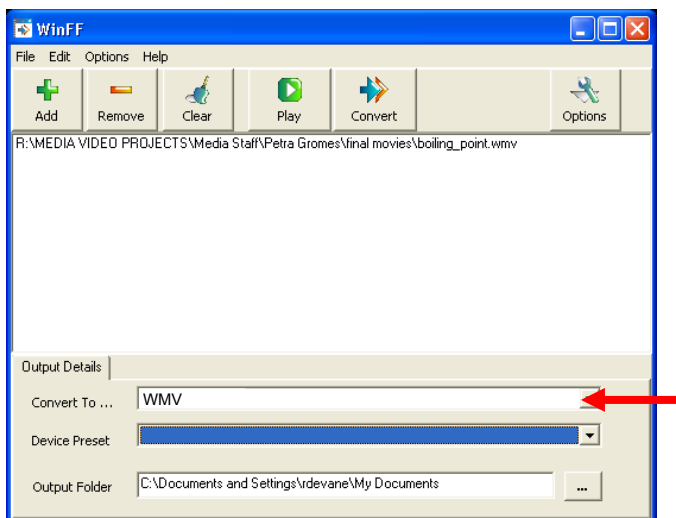 WinFF
File Edit Options Help
Add Remove Clear Play Convert Options
R:\MEDIA VIDEO PROJECTS\Media Staff\Petra Gromes\final movies\boiling_point.wmv
Output Details
Convert To ... WMV
Device Preset
Output Folder C:\Documents and Settings\rdevane\My Documents ...